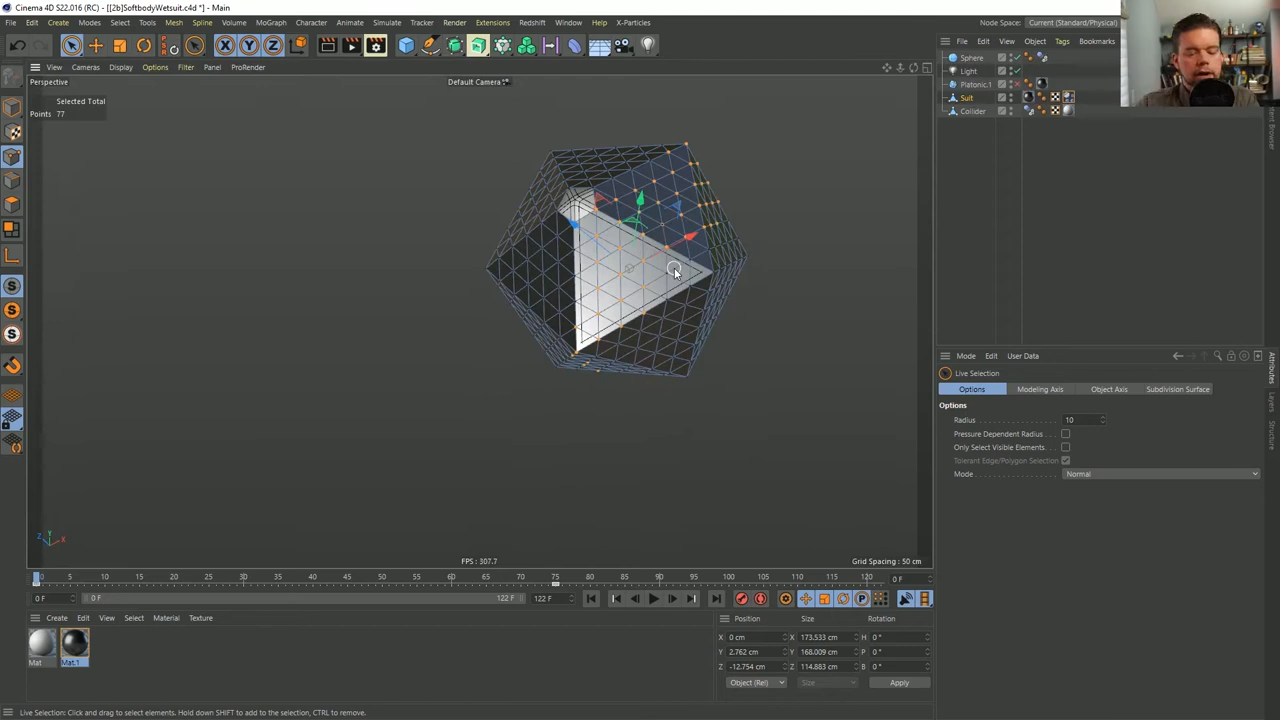 Cinema 4D S22.016 (RC) - [[2b]SoftbodyWetsuit.c4d *] - Main
File Edit Create Modes Select Tools Mesh Spline Volume MoGraph Character Animate Simulate Tracker Render Extensions Redshift Window Help X-Particles Node Space: Current (Standard/Physical)
X Y Z
File Edit View Object Tags Bookmarks
View Cameras Display Options Filter Panel ProRender
Perspective Default Camera
Sphere
Light
Platonic.1
Suit
Collider
Selected Total
Points 77
Mode Edit User Data
Live Selection
Options Modeling Axis Object Axis Subdivision Surface
Options
Radius 10
Pressure Dependent Radius
Only Select Visible Elements
Tolerant Edge/Polygon Selection
Mode Normal
Attributes
Layers
Structure
Z Y X
FPS : 307.7 Grid Spacing : 50 cm
0 5 10 15 20 25 30 35 40 45 50 55 60 65 70 75 80 85 90 95 100 105 110 115 120 0 F
0 F 0 F 122 F 122 F
Create Edit View Select Material Texture
Position Size Rotation
X 0 cm X 173.533 cm H 0 °
Y 2.762 cm Y 168.009 cm P 0 °
Z -12.754 cm Z 114.883 cm B 0 °
Object (Rel) Size Apply
Mat Mat.1
Live Selection: Click and drag to select elements. Hold down SHIFT to add to the selection, CTRL to remove.